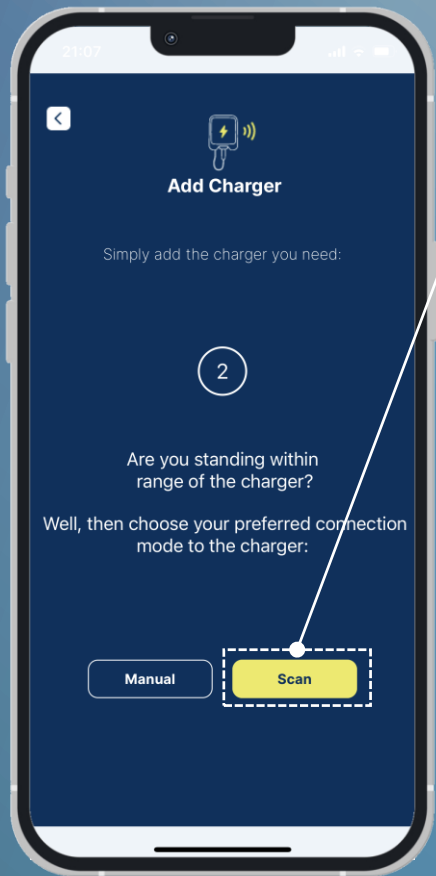 21:07
Add Charger
Simply add the charger you need:
2
Are you standing within
range of the charger?
Well, then choose your preferred connection
mode to the charger:
Manual
Scan